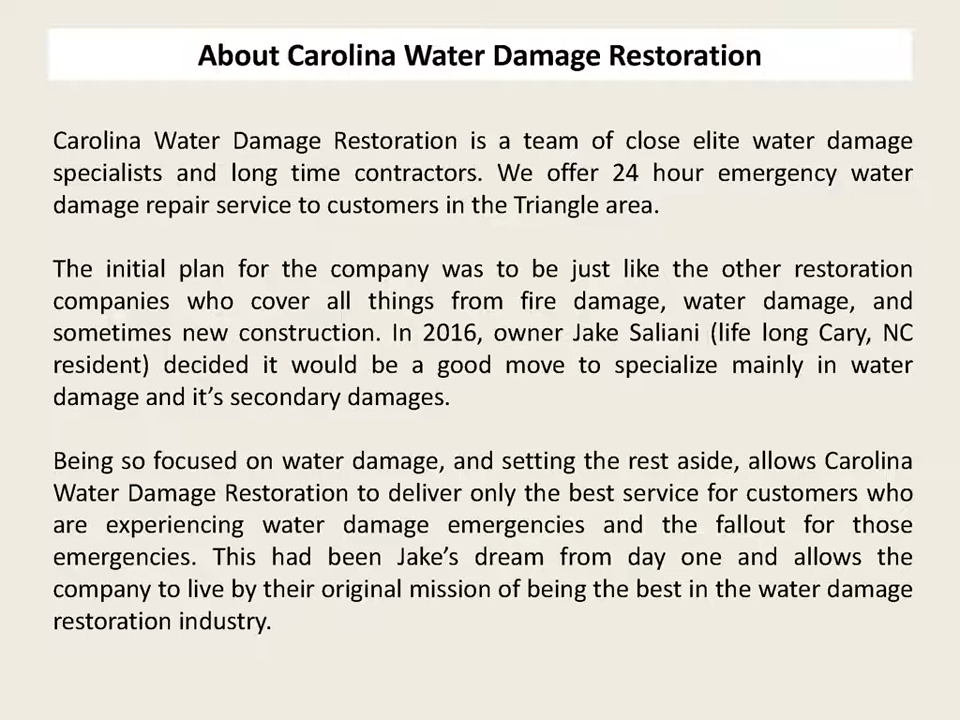 About Carolina Water Damage Restoration
Carolina Water Damage Restoration is a team of close elite water damage
specialists and long time contractors. We offer 24 hour emergency water
damage repair service to customers in the Triangle area.
The initial plan for the company was to be just like the other restoration
companies who cover all things from fire damage, water damage, and
sometimes new construction. In 2016, owner Jake Saliani (life long Cary, NC
resident) decided it would be a good move to specialize mainly in water
damage and it’s secondary damages.
Being so focused on water damage, and setting the rest aside, allows Carolina
Water Damage Restoration to deliver only the best service for customers who
are experiencing water damage emergencies and the fallout for those
emergencies. This had been Jake’s dream from day one and allows the
company to live by their original mission of being the best in the water damage
restoration industry.